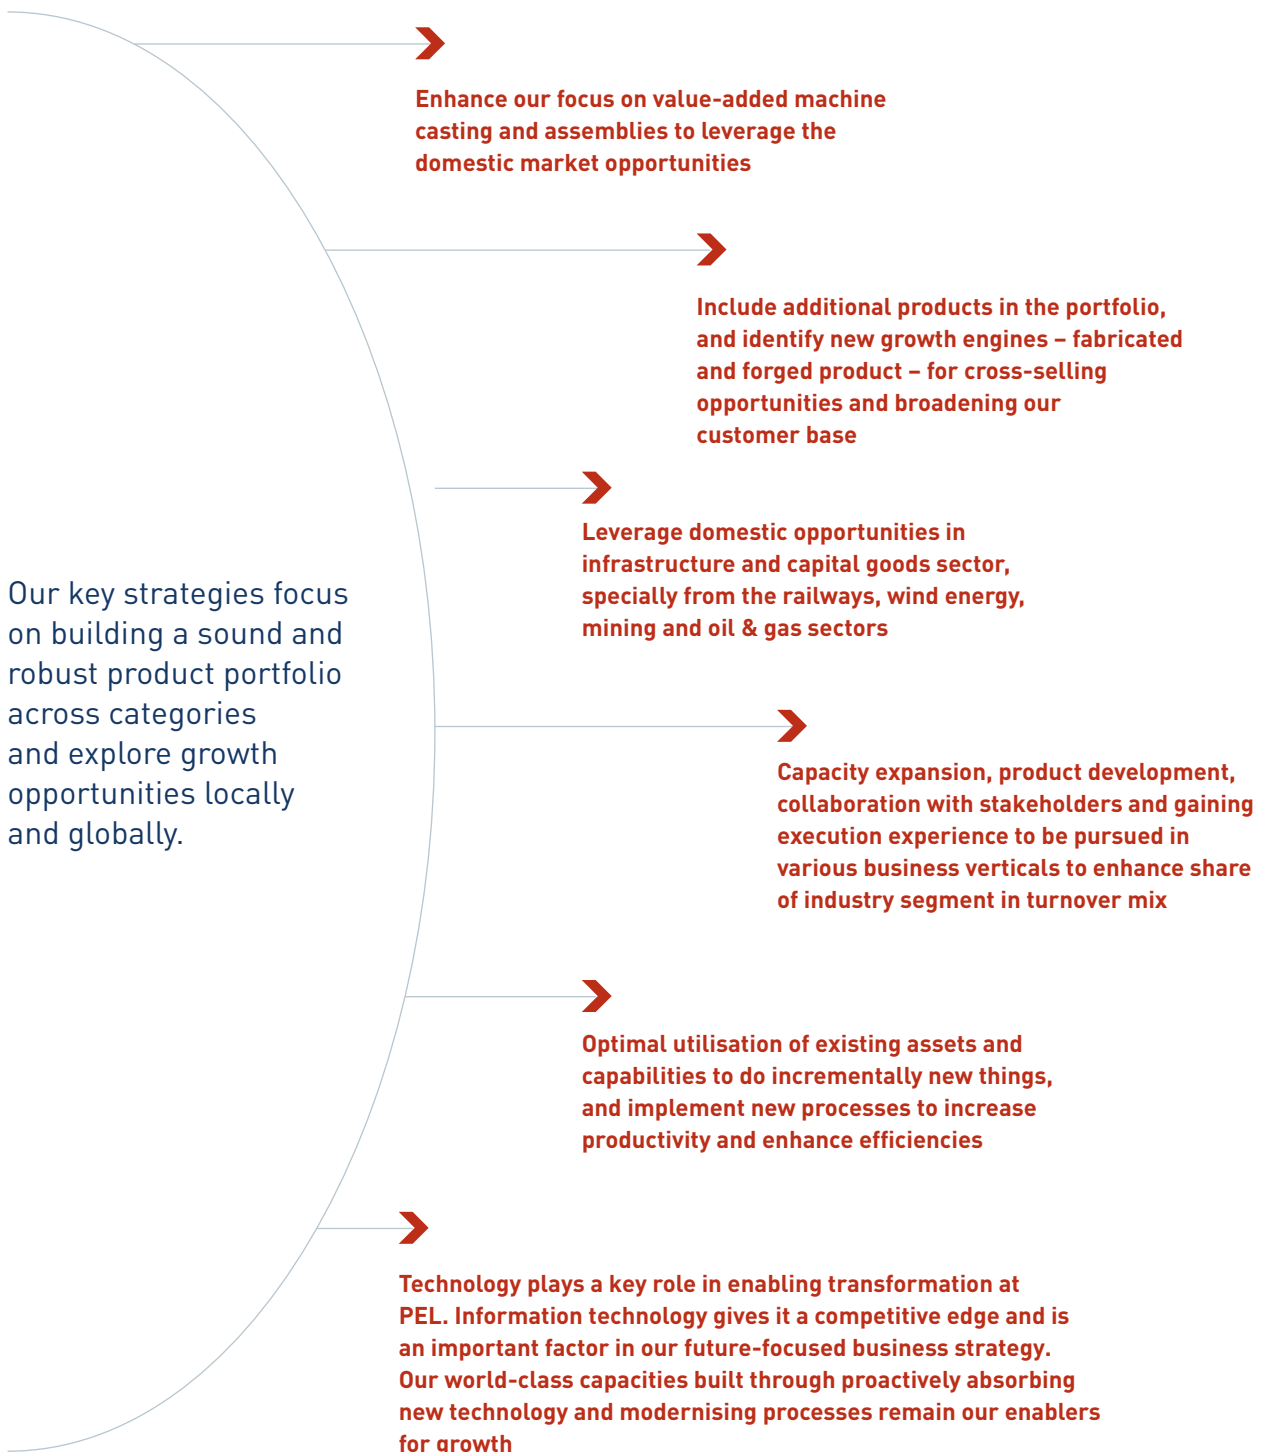 Enhance our focus on value-added machine
casting and assemblies to leverage the
domestic market opportunities
Include additional products in the portfolio,
and identify new growth engines – fabricated
and forged product – for cross-selling
opportunities and broadening our
customer base
Leverage domestic opportunities in
infrastructure and capital goods sector,
specially from the railways, wind energy,
mining and oil & gas sectors
Our key strategies focus
on building a sound and
robust product portfolio
across categories
and explore growth
opportunities locally
and globally.
Capacity expansion, product development,
collaboration with stakeholders and gaining
execution experience to be pursued in
various business verticals to enhance share
of industry segment in turnover mix
Optimal utilisation of existing assets and
capabilities to do incrementally new things,
and implement new processes to increase
productivity and enhance efficiencies
Technology plays a key role in enabling transformation at
PEL. Information technology gives it a competitive edge and is
an important factor in our future-focused business strategy.
Our world-class capacities built through proactively absorbing
new technology and modernising processes remain our enablers
for growth